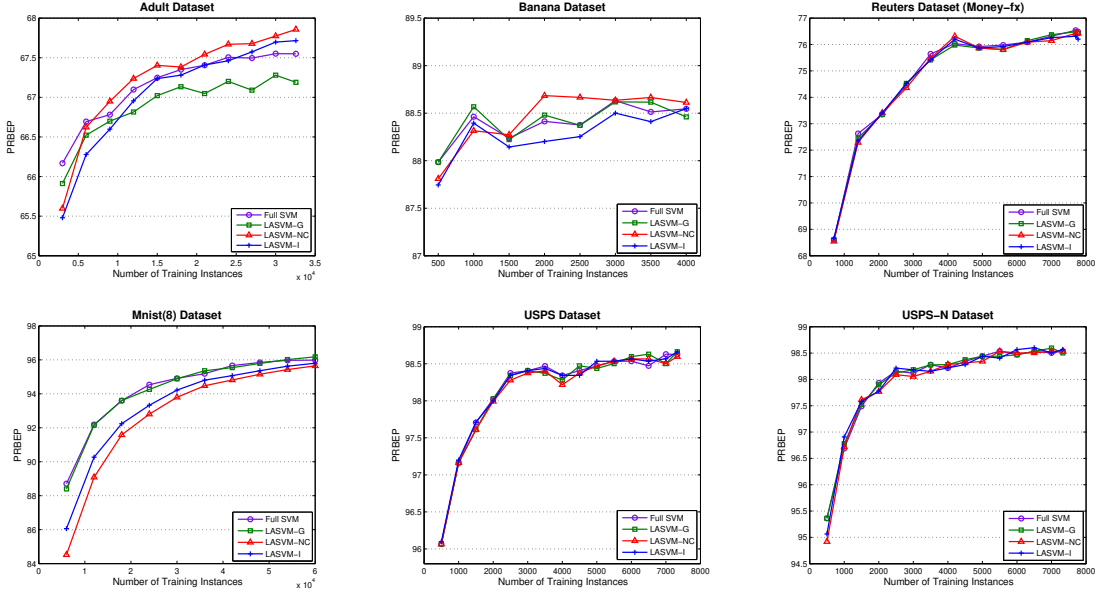 Adult Dataset
68
67.5
67
66.5
66
65.5
65
PRBEP
0
0.5
1
1.5
2
2.5
3
3.5
x 10⁴
Number of Training Instances
Full SVM
LASVM−G
LASVM−NC
LASVM−I
Banana Dataset
89.5
89
88.5
88
87.5
87
PRBEP
500
1000
1500
2000
2500
3000
3500
4000
Number of Training Instances
Full SVM
LASVM−G
LASVM−NC
LASVM−I
Reuters Dataset (Money−fx)
77
76
75
74
73
72
71
70
69
68
PRBEP
0
1000
2000
3000
4000
5000
6000
7000
8000
Number of Training Instances
Full SVM
LASVM−G
LASVM−NC
LASVM−I
Mnist(8) Dataset
98
96
94
92
90
88
86
84
PRBEP
0
1
2
3
4
5
6
x 10⁴
Number of Training Instances
Full SVM
LASVM−G
LASVM−NC
LASVM−I
USPS Dataset
99
98.5
98
97.5
97
96.5
96
PRBEP
0
1000
2000
3000
4000
5000
6000
7000
8000
Number of Training Instances
Full SVM
LASVM−G
LASVM−NC
LASVM−I
USPS−N Dataset
99
98.5
98
97.5
97
96.5
96
95.5
95
94.5
PRBEP
0
1000
2000
3000
4000
5000
6000
7000
8000
Number of Training Instances
Full SVM
LASVM−G
LASVM−NC
LASVM−I